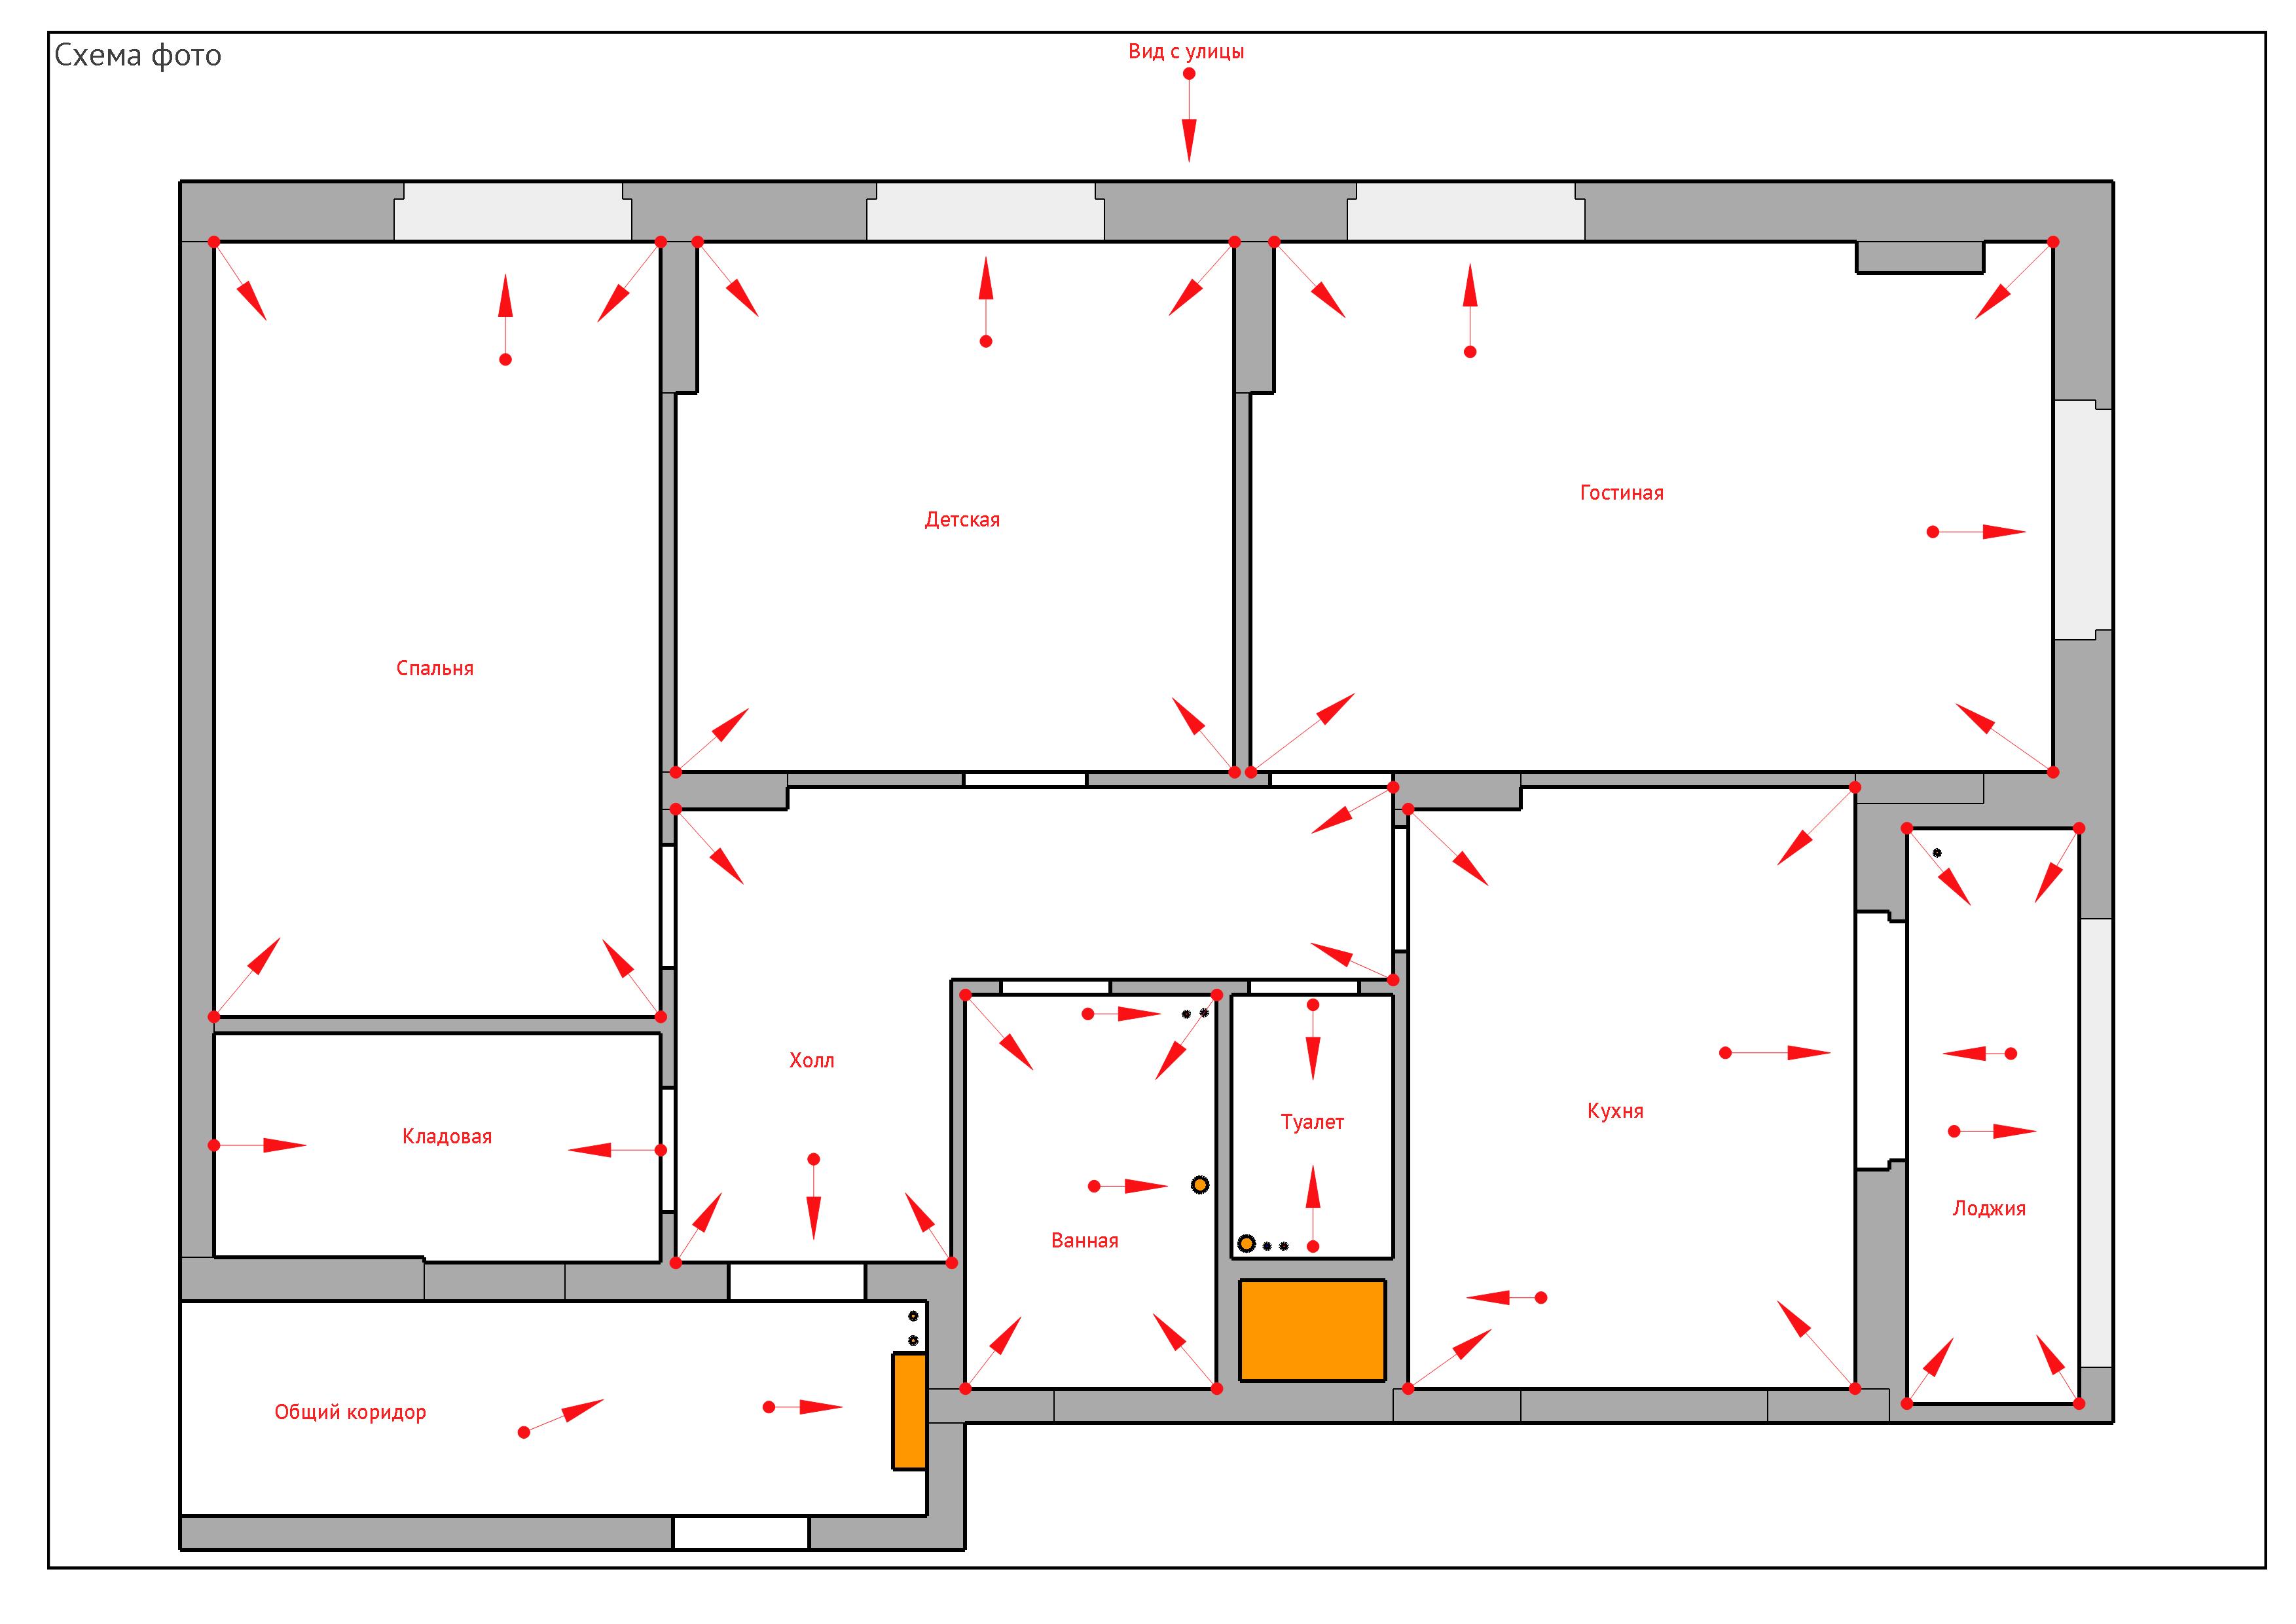 Схема фото
Вид с улицы
Гостиная
Детская
Спальня
Холл
Кладовая
Туалет
Кухня
Лоджия
Ванная
Общий коридор